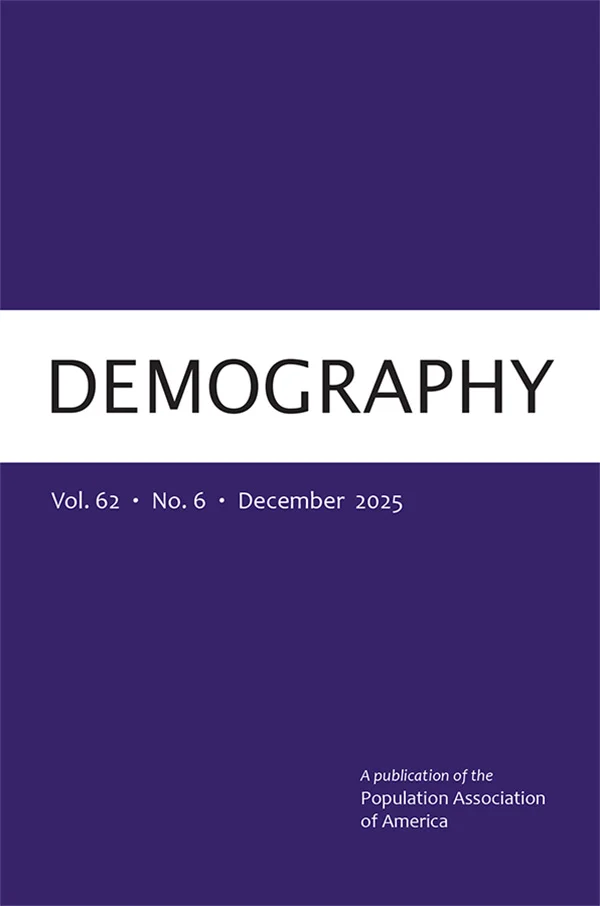 DEMOGRAPHY
Vol. 62 • No. 6 • December 2025
A publication of the
Population Association
of America